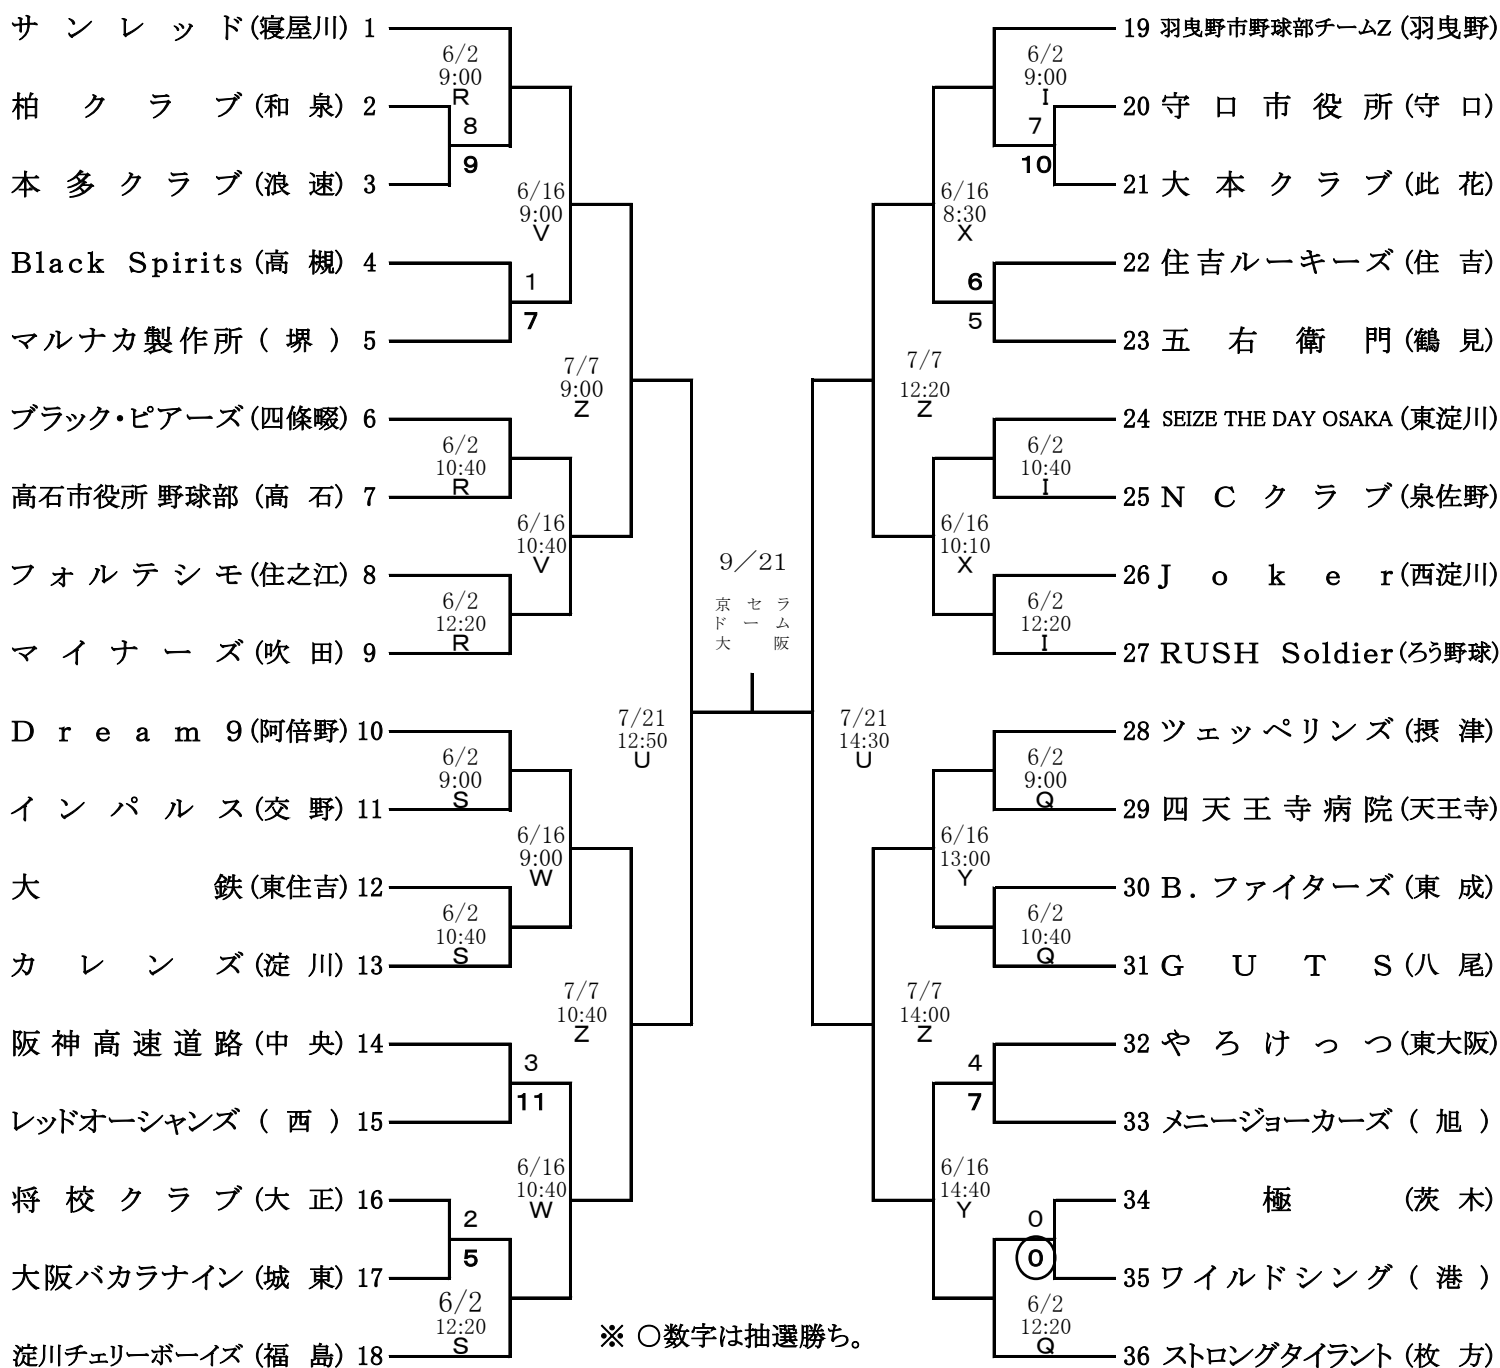 サンレッド(寝屋川) 1
6/2
9:00
R
柏クラブ(和泉) 2
8
9
本多クラブ(浪速) 3
6/16
9:00
V
Black Spirits(高槻) 4
1
7
マルナカ製作所(堺) 5
7/7
9:00
Z
ブラック・ピアーズ(四條畷) 6
6/2
10:40
R
高石市役所 野球部(高石) 7
6/16
10:40
V
フォルテシモ(住之江) 8
6/2
12:20
R
マイナーズ(吹田) 9
7/21
12:50
U
Dream9(阿倍野) 10
6/2
9:00
S
インパルス(交野) 11
6/16
9:00
W
大鉄(東住吉) 12
6/2
10:40
S
カレンズ(淀川) 13
7/7
10:40
Z
阪神高速道路(中央) 14
3
11
レッドオーシャンズ(西) 15
6/16
10:40
W
将校クラブ(大正) 16
2
5
大阪バカラナイン(城東) 17
6/2
12:20
S
淀川チェリーボーイズ(福島) 18
9/21
京セラ
ドーム
大阪
※ ○数字は抽選勝ち。
19 羽曳野市野球部チームZ(羽曳野)
6/2
9:00
I
20 守口市役所(守口)
7
10
21 大本クラブ(此花)
6/16
8:30
X
22 住吉ルーキーズ(住吉)
6
5
23 五右衛門(鶴見)
7/7
12:20
Z
24 SEIZE THE DAY OSAKA(東淀川)
6/2
10:40
I
25 NCクラブ(泉佐野)
6/16
10:10
X
26 Joker(西淀川)
6/2
12:20
I
27 RUSH Soldier(ろう野球)
7/21
14:30
U
28 ツェッペリンズ(摂津)
6/2
9:00
Q
29 四天王寺病院(天王寺)
6/16
13:00
Y
30 B.ファイターズ(東成)
6/2
10:40
Q
31 GUTS(八尾)
7/7
14:00
Z
32 やろけっつ(東大阪)
4
7
33 メニージョーカーズ(旭)
6/16
14:40
Y
34 極(茨木)
0
0
35 ワイルドシング(港)
6/2
12:20
Q
36 ストロングタイラント(枚方)